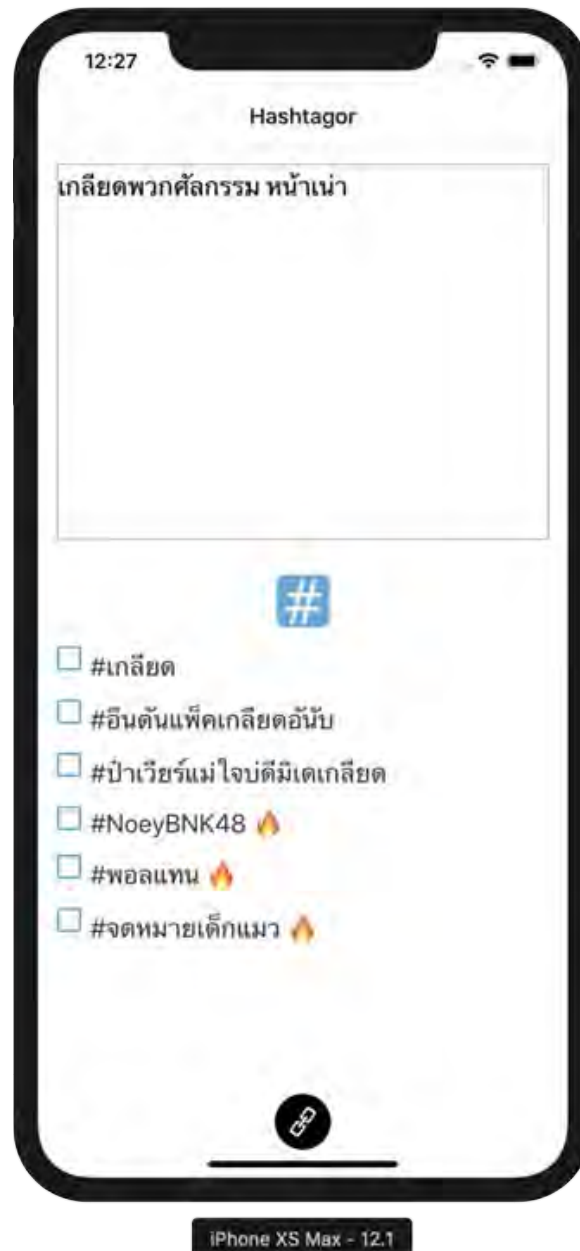 12:27
Hashtagor
เกลียดพวกศัลกรรม หน้าเน่า
#
#เกลียด
#อึนตันแพ็คเกลียดอันับ
#ป๋าเวียร์แม่ใจบ่ดีมิเดเกลียด
#NoeyBNK48 🔥
#พอลแทน 🔥
#จดหมายเด็กแมว 🔥
iPhone XS Max - 12.1